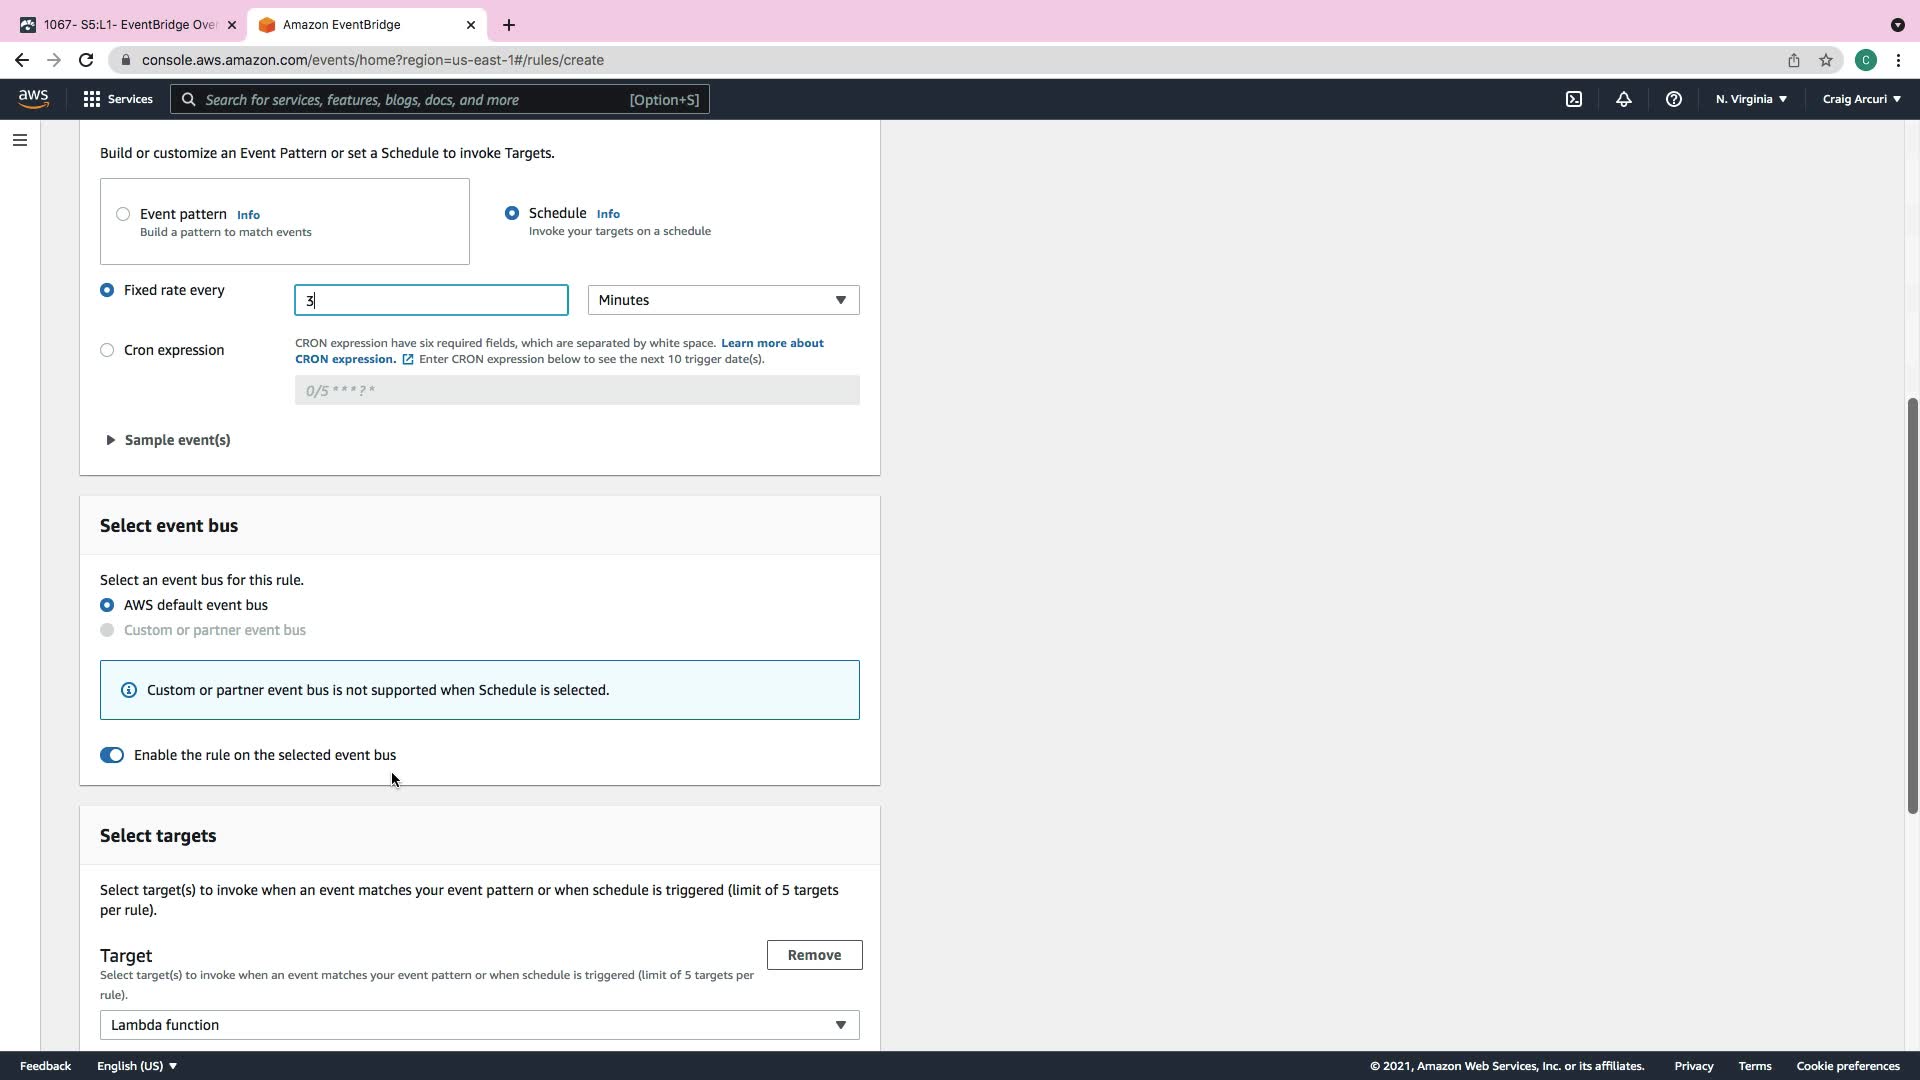 1067- S5:L1- EventBridge Ove
Amazon EventBridge
console.aws.amazon.com/events/home?region=us-east-1#/rules/create
aws
Services
Search for services, features, blogs, docs, and more
[Option+S]
N. Virginia
Craig Arcuri
C
Build or customize an Event Pattern or set a Schedule to invoke Targets.
Event pattern Info
Build a pattern to match events
Schedule Info
Invoke your targets on a schedule
Fixed rate every
3
Minutes
Cron expression
CRON expression have six required fields, which are separated by white space. Learn more about
CRON expression. Enter CRON expression below to see the next 10 trigger date(s).
0/5 * * * ? *
Sample event(s)
Select event bus
Select an event bus for this rule.
AWS default event bus
Custom or partner event bus
Custom or partner event bus is not supported when Schedule is selected.
Enable the rule on the selected event bus
Select targets
Select target(s) to invoke when an event matches your event pattern or when schedule is triggered (limit of 5 targets
per rule).
Target
Remove
Select target(s) to invoke when an event matches your event pattern or when schedule is triggered (limit of 5 targets per
rule).
Lambda function
Feedback
English (US)
© 2021, Amazon Web Services, Inc. or its affiliates.
Privacy
Terms
Cookie preferences